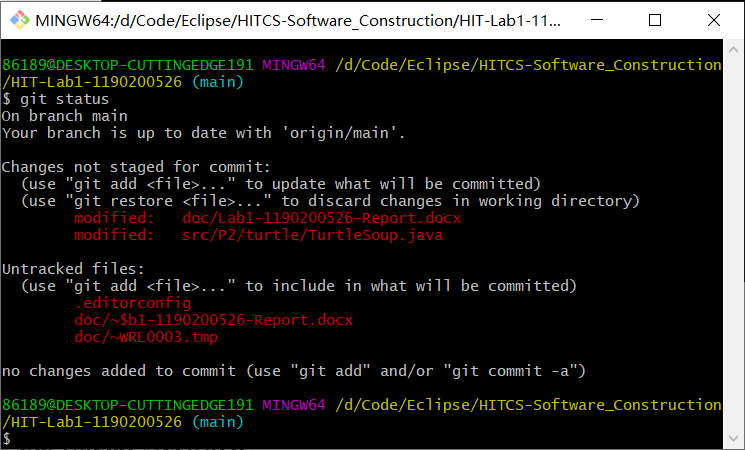 MINGW64:/d/Code/Eclipse/HITCS-Software_Construction/HIT-Lab1-11...
86189@DESKTOP-CUTTINGEDGE191 MINGW64 /d/Code/Eclipse/HITCS-Software_Construction
/HIT-Lab1-1190200526 (main)
$ git status
On branch main
Your branch is up to date with 'origin/main'.
Changes not staged for commit:
  (use "git add <file>..." to update what will be committed)
  (use "git restore <file>..." to discard changes in working directory)
        modified:   doc/Lab1-1190200526-Report.docx
        modified:   src/P2/turtle/TurtleSoup.java
Untracked files:
  (use "git add <file>..." to include in what will be committed)
        .editorconfig
        doc/~$b1-1190200526-Report.docx
        doc/~WRL0003.tmp
no changes added to commit (use "git add" and/or "git commit -a")
86189@DESKTOP-CUTTINGEDGE191 MINGW64 /d/Code/Eclipse/HITCS-Software_Construction
/HIT-Lab1-1190200526 (main)
$